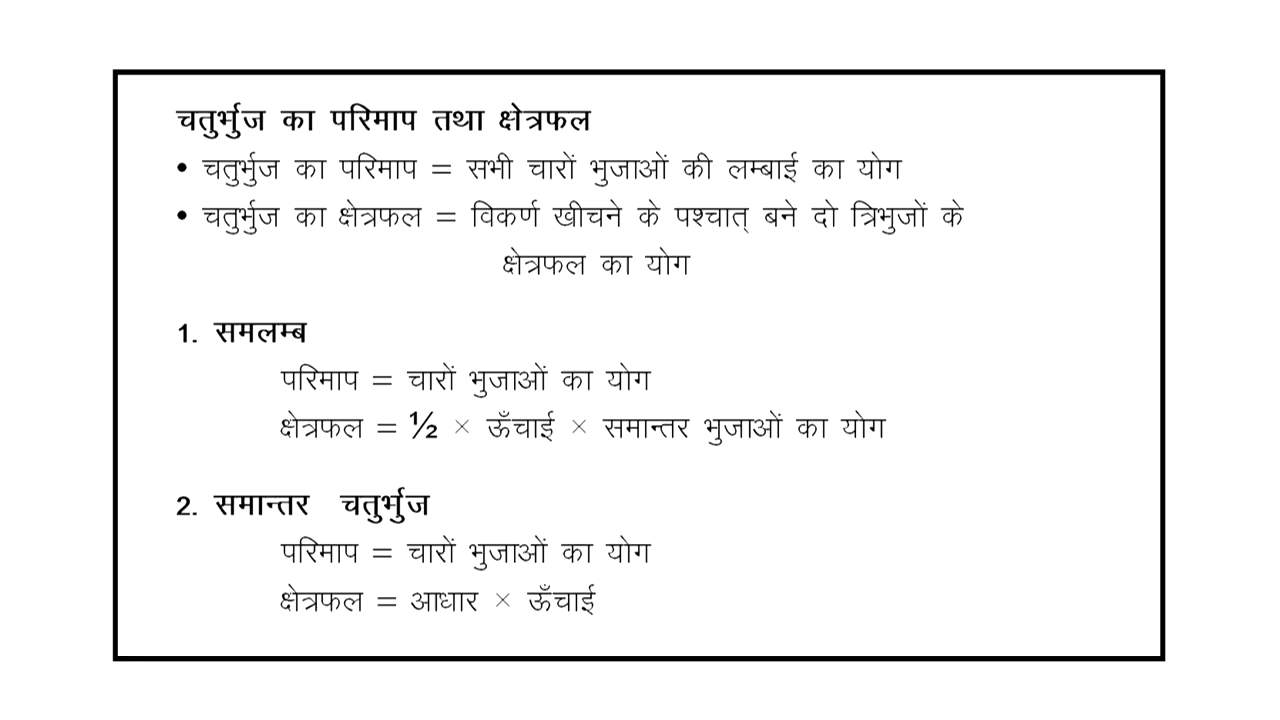 चतुर्भुज का परिमाप तथा क्षेत्रफल
• चतुर्भुज का परिमाप = सभी चारों भुजाओं की लम्बाई का योग
• चतुर्भुज का क्षेत्रफल = विकर्ण खीचने के पश्चात् बने दो त्रिभुजों के
क्षेत्रफल का योग
1. समलम्ब
परिमाप = चारों भुजाओं का योग
क्षेत्रफल = ½ × ऊँचाई × समान्तर भुजाओं का योग
2. समान्तर चतुर्भुज
परिमाप = चारों भुजाओं का योग
क्षेत्रफल = आधार × ऊँचाई